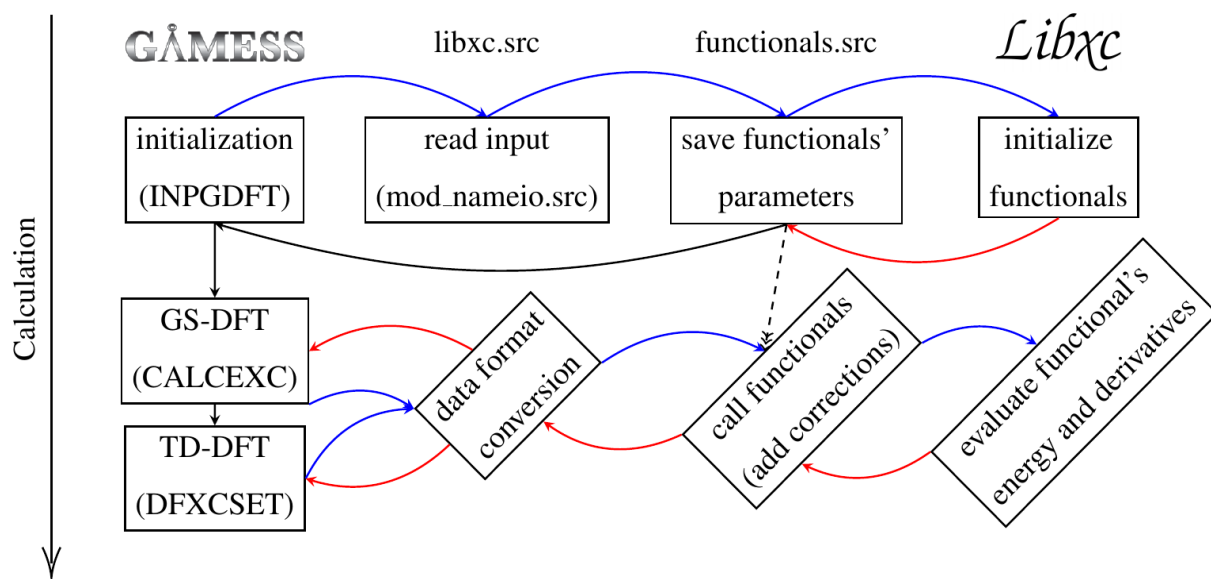 GAMESS
libxc.src
functionals.src
Libxc
initialization
(INPGDFT)
read input
(mod_nameio.src)
save functionals’
parameters
initialize
functionals
Calculation
GS-DFT
(CALCEXC)
TD-DFT
(DFXCSET)
data format
conversion
call functionals
(add corrections)
evaluate functional’s
energy and derivatives